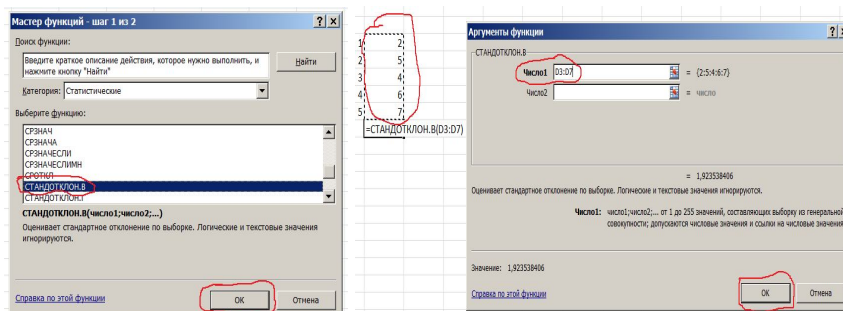 Мастер функций - шаг 1 из 2
Поиск функции:
Введите краткое описание действия, которое нужно выполнить, и
нажмите кнопку "Найти"
Найти
Категория: Статистические
Выберите функцию:
СРЗНАЧ
СРЗНАЧА
СРЗНАЧЕСЛИ
СРЗНАЧЕСЛИМН
СРОТКЛ
СТАНДОТКЛОН.В
СТАНДОТКЛОН.Г
СТАНДОТКЛОН.В(число1;число2;...)
Оценивает стандартное отклонение по выборке. Логические и текстовые значения
игнорируются.
Справка по этой функции
ОК
Отмена
1 2
2 5
3 4
4 6
5 7
=СТАНДОТКЛОН.В(D3:D7)
Аргументы функции
СТАНДОТКЛОН.В
Число1 D3:D7 = {2:5:4:6:7}
Число2 = число
= 1,923538406
Оценивает стандартное отклонение по выборке. Логические и текстовые значения игнорируются.
Число1: число1;число2;... от 1 до 255 значений, составляющих выборку из генеральной
совокупности; допускаются числовые значения и ссылки на числовые значения
Значение: 1,923538406
Справка по этой функции
ОК
Отмена